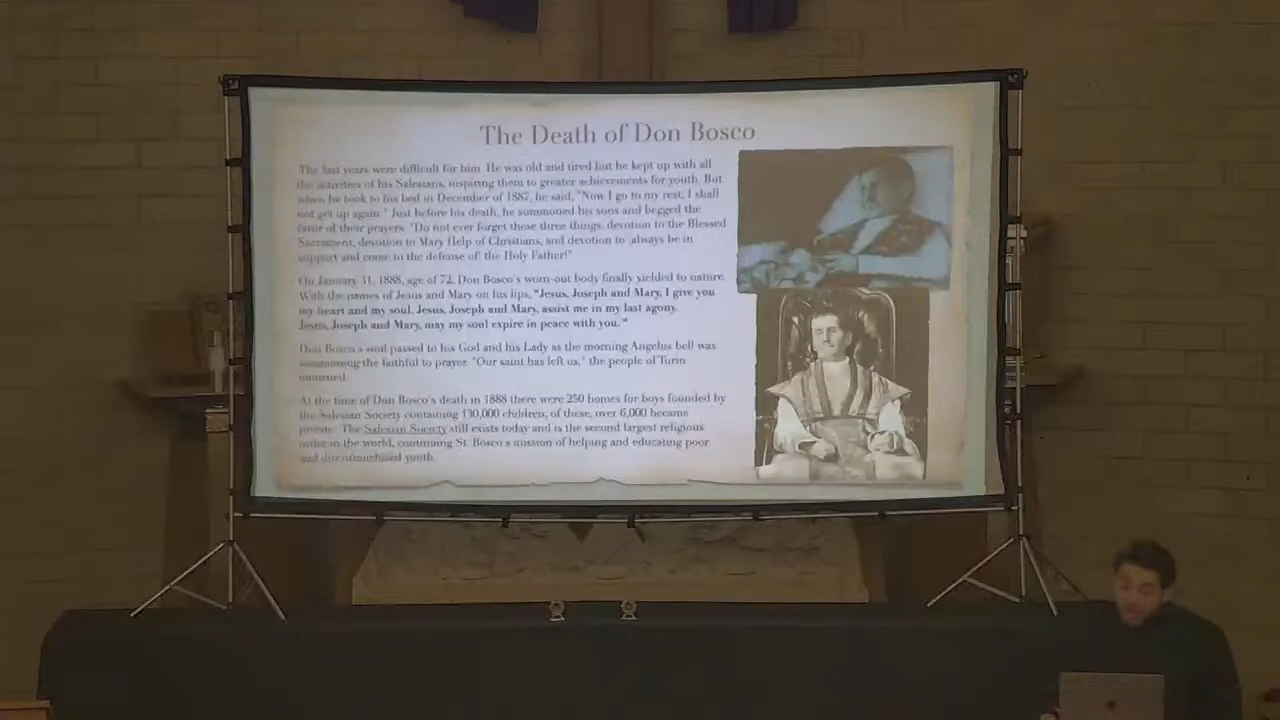 The Death of Don Bosco
The last years were difficult for him. He was old and tired but he kept up with all
the activities of his Salesians, inspiring them to greater achievements for youth. But
when he took to his bed in December of 1887, he said, "Now I go to my rest, I shall
not get up again." Just before his death, he summoned his sons and begged the
favor of their prayers. "Do not ever forget these three things: devotion to the Blessed
Sacrament, devotion to Mary Help of Christians, and devotion to always be in
support and come to the defense of the Holy Father!"
On January 31, 1888, age of 72, Don Bosco's worn-out body finally yielded to nature.
With the names of Jesus and Mary on his lips, "Jesus, Joseph and Mary, I give you
my heart and my soul. Jesus, Joseph and Mary, assist me in my last agony.
Jesus, Joseph and Mary, may my soul expire in peace with you."
Don Bosco's soul passed to his God and his Lady as the morning Angelus bell was
summoning the faithful to prayer. "Our saint has left us," the people of Turin
mourned.
At the time of Don Bosco's death in 1888 there were 250 homes for boys founded by
the Salesian Society containing 130,000 children, of these, over 6,000 became
priests. The Salesian Society still exists today and is the second largest religious
order in the world, continuing St. Bosco's mission of helping and educating poor
and disenfranchised youth.